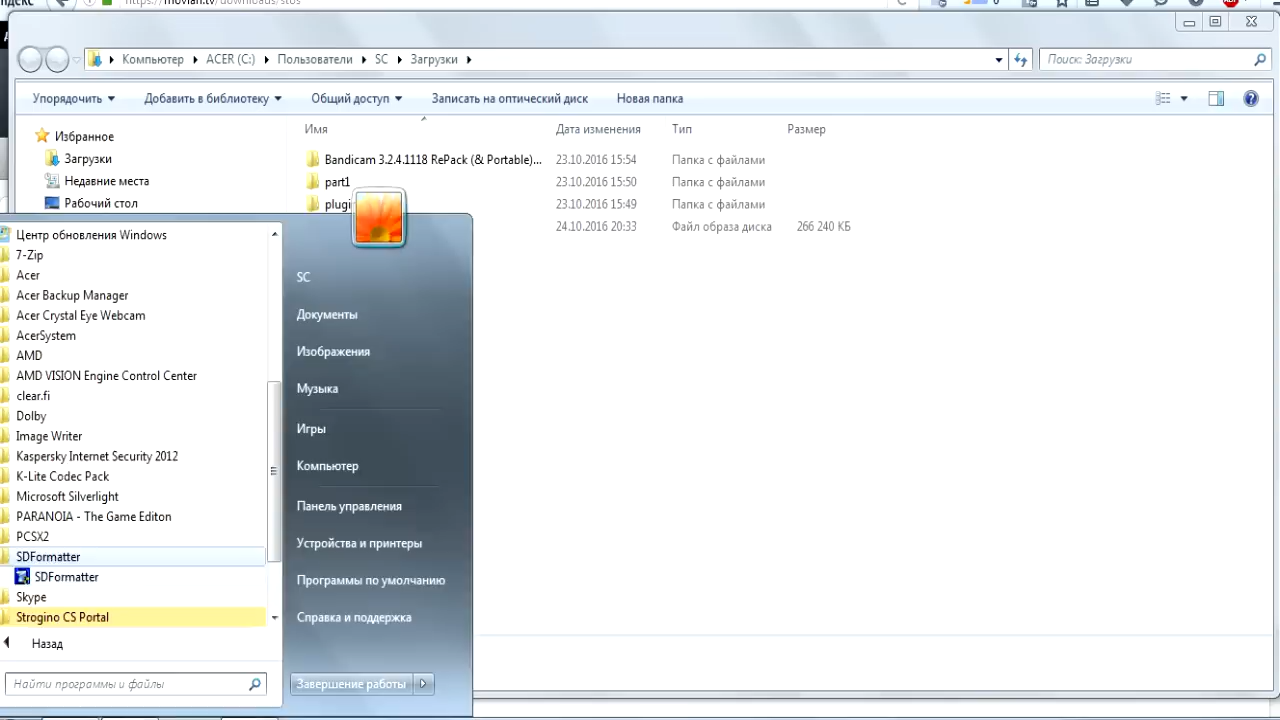 https://movian.tv/downloads/stos
Компьютер ACER (C:) Пользователи SC Загрузки
Поиск: Загрузки
Упорядочить Добавить в библиотеку Общий доступ Записать на оптический диск Новая папка
Избранное
Загрузки
Недавние места
Рабочий стол
Имя Дата изменения Тип Размер
Bandicam 3.2.4.1118 RePack (& Portable)... 23.10.2016 15:54 Папка с файлами
part1 23.10.2016 15:50 Папка с файлами
plugi 23.10.2016 15:49 Папка с файлами
24.10.2016 20:33 Файл образа диска 266 240 КБ
Центр обновления Windows
7-Zip
Acer
Acer Backup Manager
Acer Crystal Eye Webcam
AcerSystem
AMD
AMD VISION Engine Control Center
clear.fi
Dolby
Image Writer
Kaspersky Internet Security 2012
K-Lite Codec Pack
Microsoft Silverlight
PARANOIA - The Game Editon
PCSX2
SDFormatter
SDFormatter
Skype
Strogino CS Portal
Назад
Найти программы и файлы
SC
Документы
Изображения
Музыка
Игры
Компьютер
Панель управления
Устройства и принтеры
Программы по умолчанию
Справка и поддержка
Завершение работы